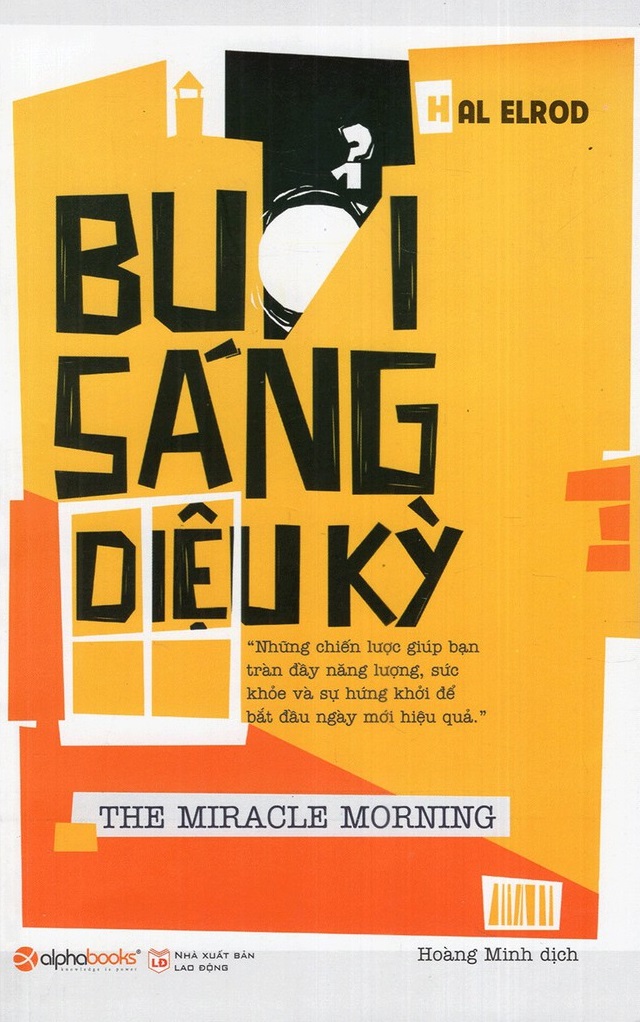 HAL ELROD
BUỔI
SÁNG
DIỆU KỲ
“Những chiến lược giúp bạn
tràn đầy năng lượng, sức
khỏe và sự hứng khởi để
bắt đầu ngày mới hiệu quả.”
THE MIRACLE MORNING
alphabooks®
knowledge is power
LĐ
NHÀ XUẤT BẢN
LAO ĐỘNG
Hoàng Minh dịch